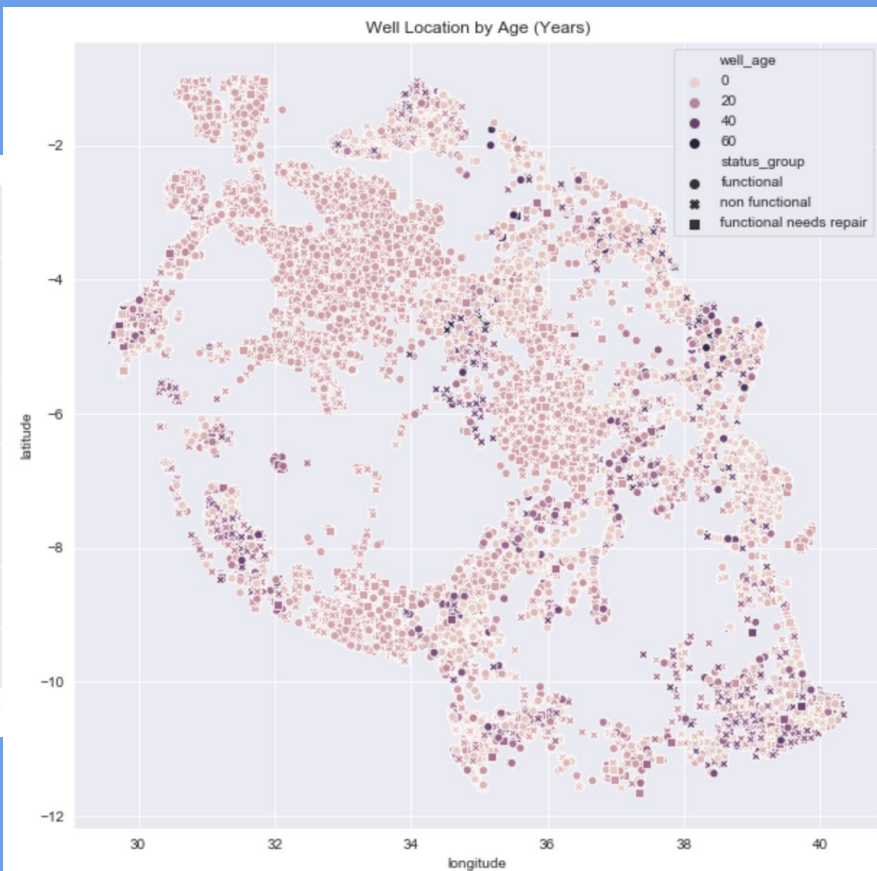 Well Location by Age (Years)
well_age
0
20
40
60
status_group
functional
non functional
functional needs repair
−2
−4
−6
−8
−10
−12
latitude
30
32
34
36
38
40
longitude